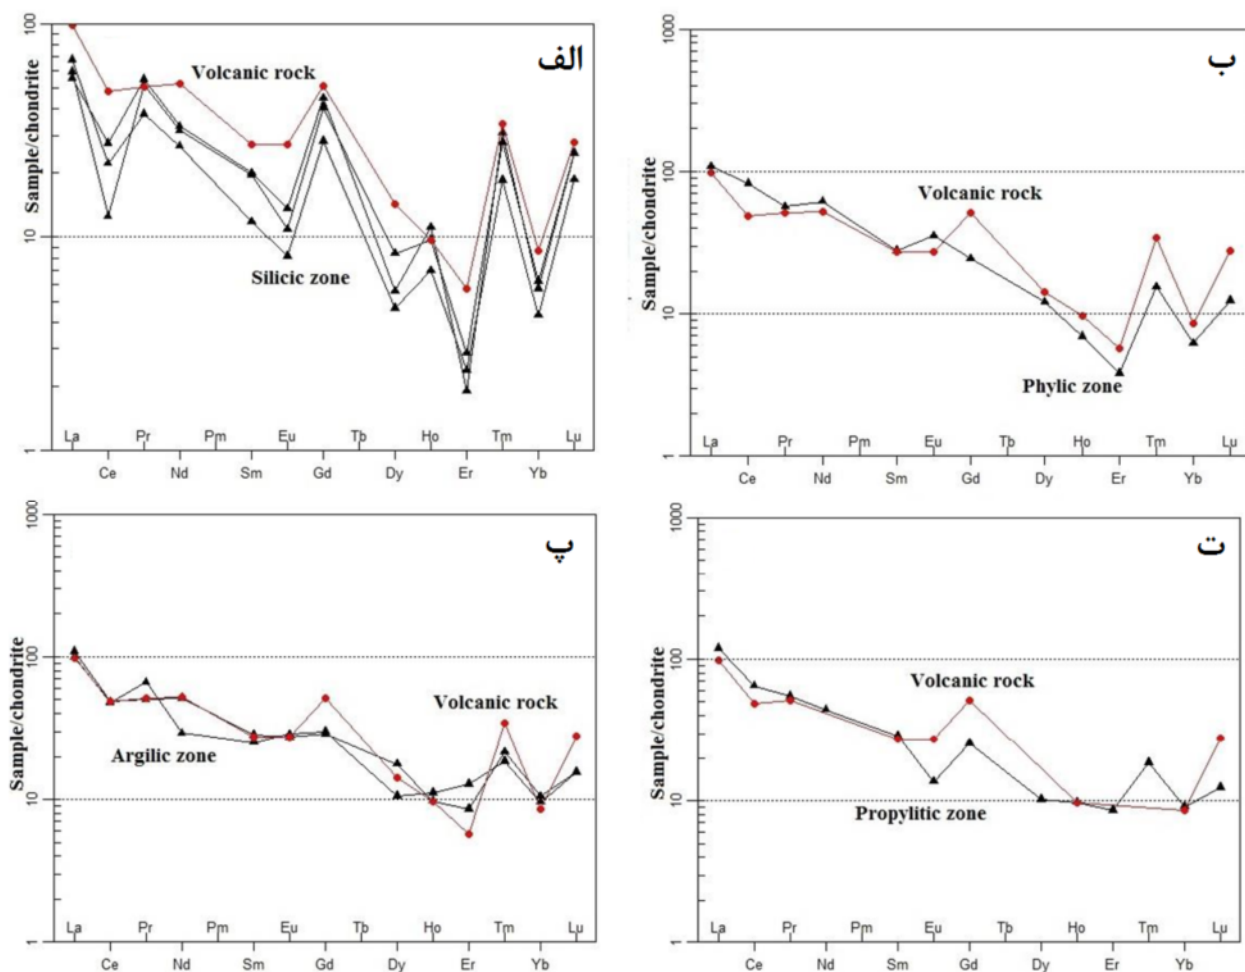 100
الف
Volcanic rock
Sample/chondrite
10
Silicic zone
1
La Pr Pm Eu Tb Ho Tm Lu
Ce Nd Sm Gd Dy Er Yb
1000
ب
100
Volcanic rock
Sample/chondrite
10
Phylic zone
1
La Pr Pm Eu Tb Ho Tm Lu
Ce Nd Sm Gd Dy Er Yb
1000
پ
100
Volcanic rock
Sample/chondrite
Argilic zone
10
1
La Pr Pm Eu Tb Ho Tm Lu
Ce Nd Sm Gd Dy Er Yb
1000
ت
100
Volcanic rock
Sample/chondrite
10
Propylitic zone
1
La Pr Pm Eu Tb Ho Tm Lu
Ce Nd Sm Gd Dy Er Yb